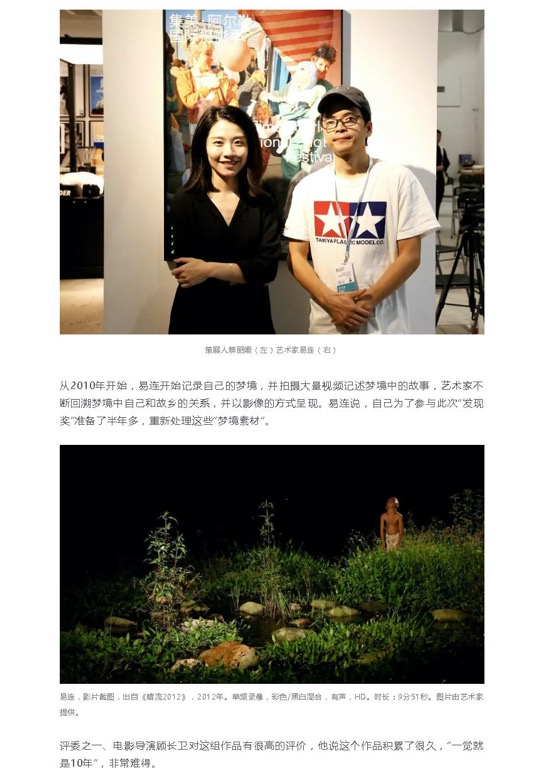 集美·阿尔勒
TAMIYA PLASTIC MODEL CO.
策展人蔡丽媛（左）艺术家易连（右）
从2010年开始，易连开始记录自己的梦境，并拍摄大量视频记述梦境中的故事，艺术家不
断回溯梦境中自己和故乡的关系，并以影像的方式呈现。易连说，自己为了参与此次“发现
奖”准备了半年多，重新处理这些“梦境素材”。
易连，影片截图，出自《暗流2012》，2012年。单频录像，彩色/黑白混合，有声，HD。时长：9分51秒。图片由艺术家
提供。
评委之一、电影导演顾长卫对这组作品有很高的评价，他说这个作品积累了很久，“一觉就
是10年”，非常难得。